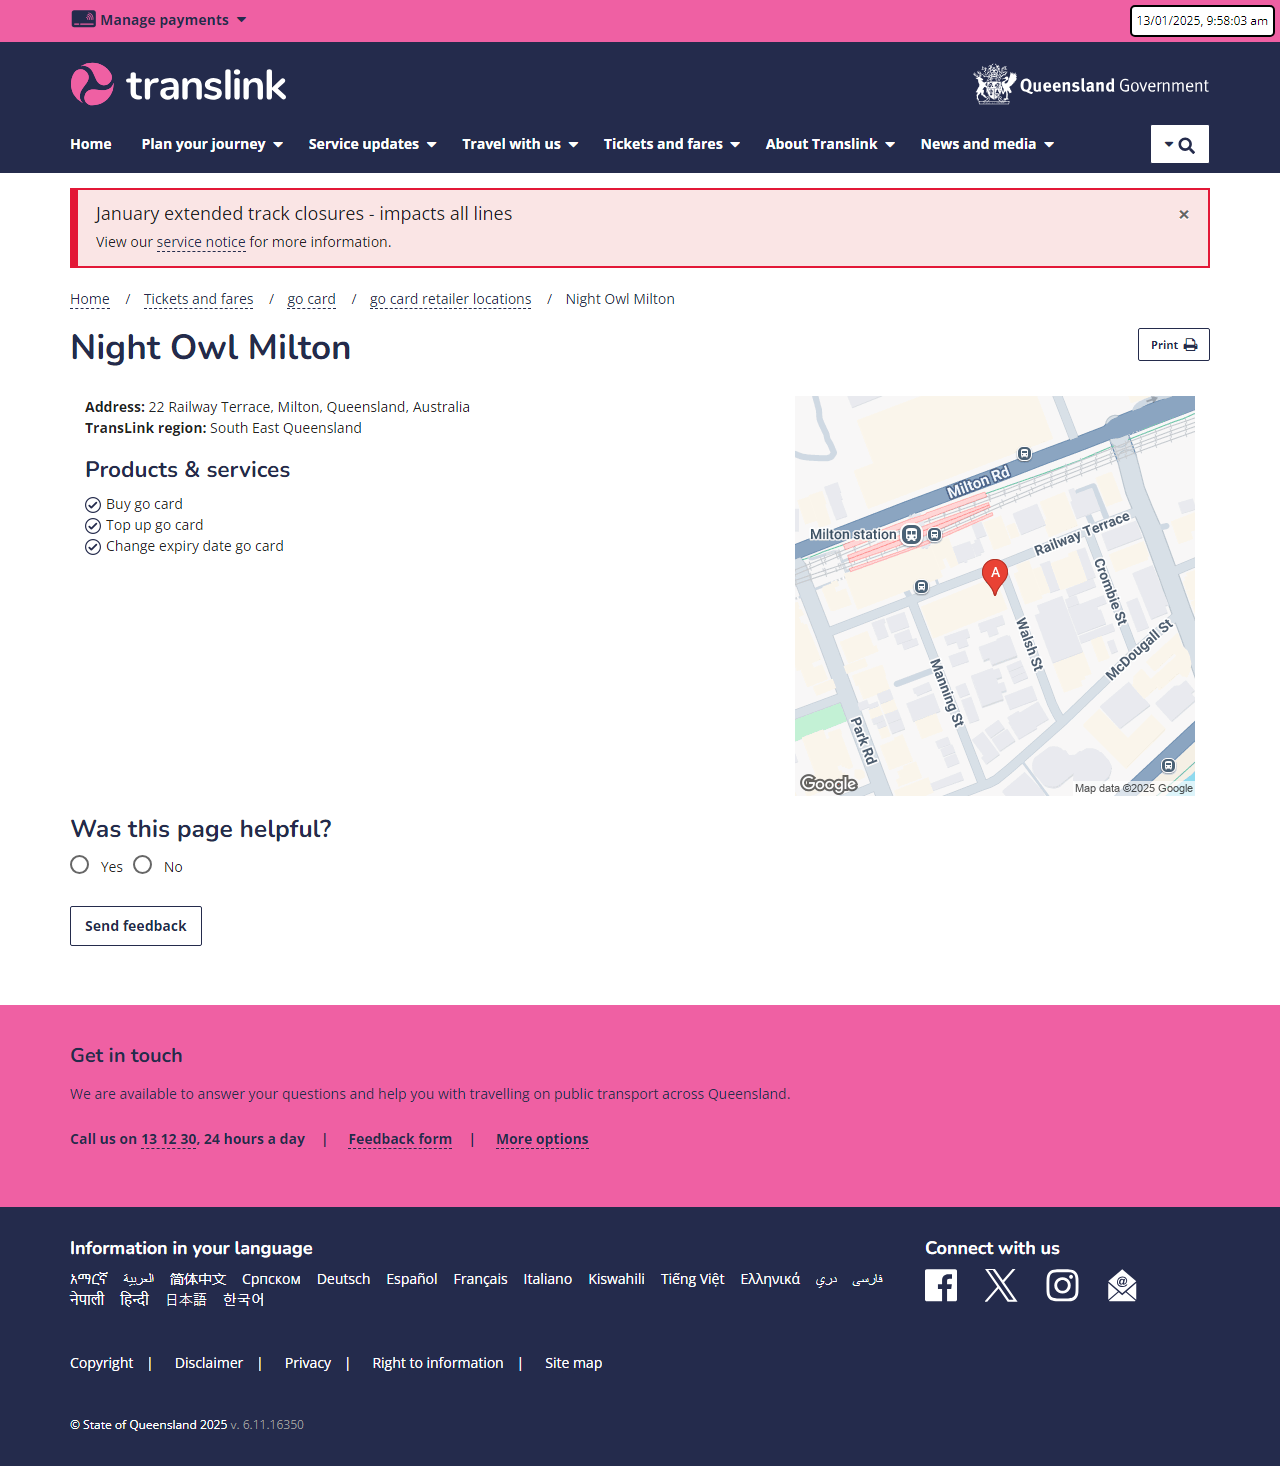 Manage payments
13/01/2025, 9:58:03 am
translink
Queensland Government
Home
Plan your journey
Service updates
Travel with us
Tickets and fares
About Translink
News and media
January extended track closures - impacts all lines
×
View our service notice for more information.
Home / Tickets and fares / go card / go card retailer locations / Night Owl Milton
Night Owl Milton
Print
Address: 22 Railway Terrace, Milton, Queensland, Australia
TransLink region: South East Queensland
Products & services
Buy go card
Top up go card
Change expiry date go card
Milton Rd
Milton station
Railway Terrace
A
Crombie St
Walsh St
McDougall St
Manning St
Park Rd
Google
Map data ©2025 Google
Was this page helpful?
Yes
No
Send feedback
Get in touch
We are available to answer your questions and help you with travelling on public transport across Queensland.
Call us on 13 12 30, 24 hours a day | Feedback form | More options
Information in your language
Connect with us
አማርኛ العربية 简体中文 Српском Deutsch Español Français Italiano Kiswahili Tiếng Việt Ελληνικά دري فارسی
नेपाली हिन्दी 日本語 한국어
Copyright | Disclaimer | Privacy | Right to information | Site map
© State of Queensland 2025 v. 6.11.16350